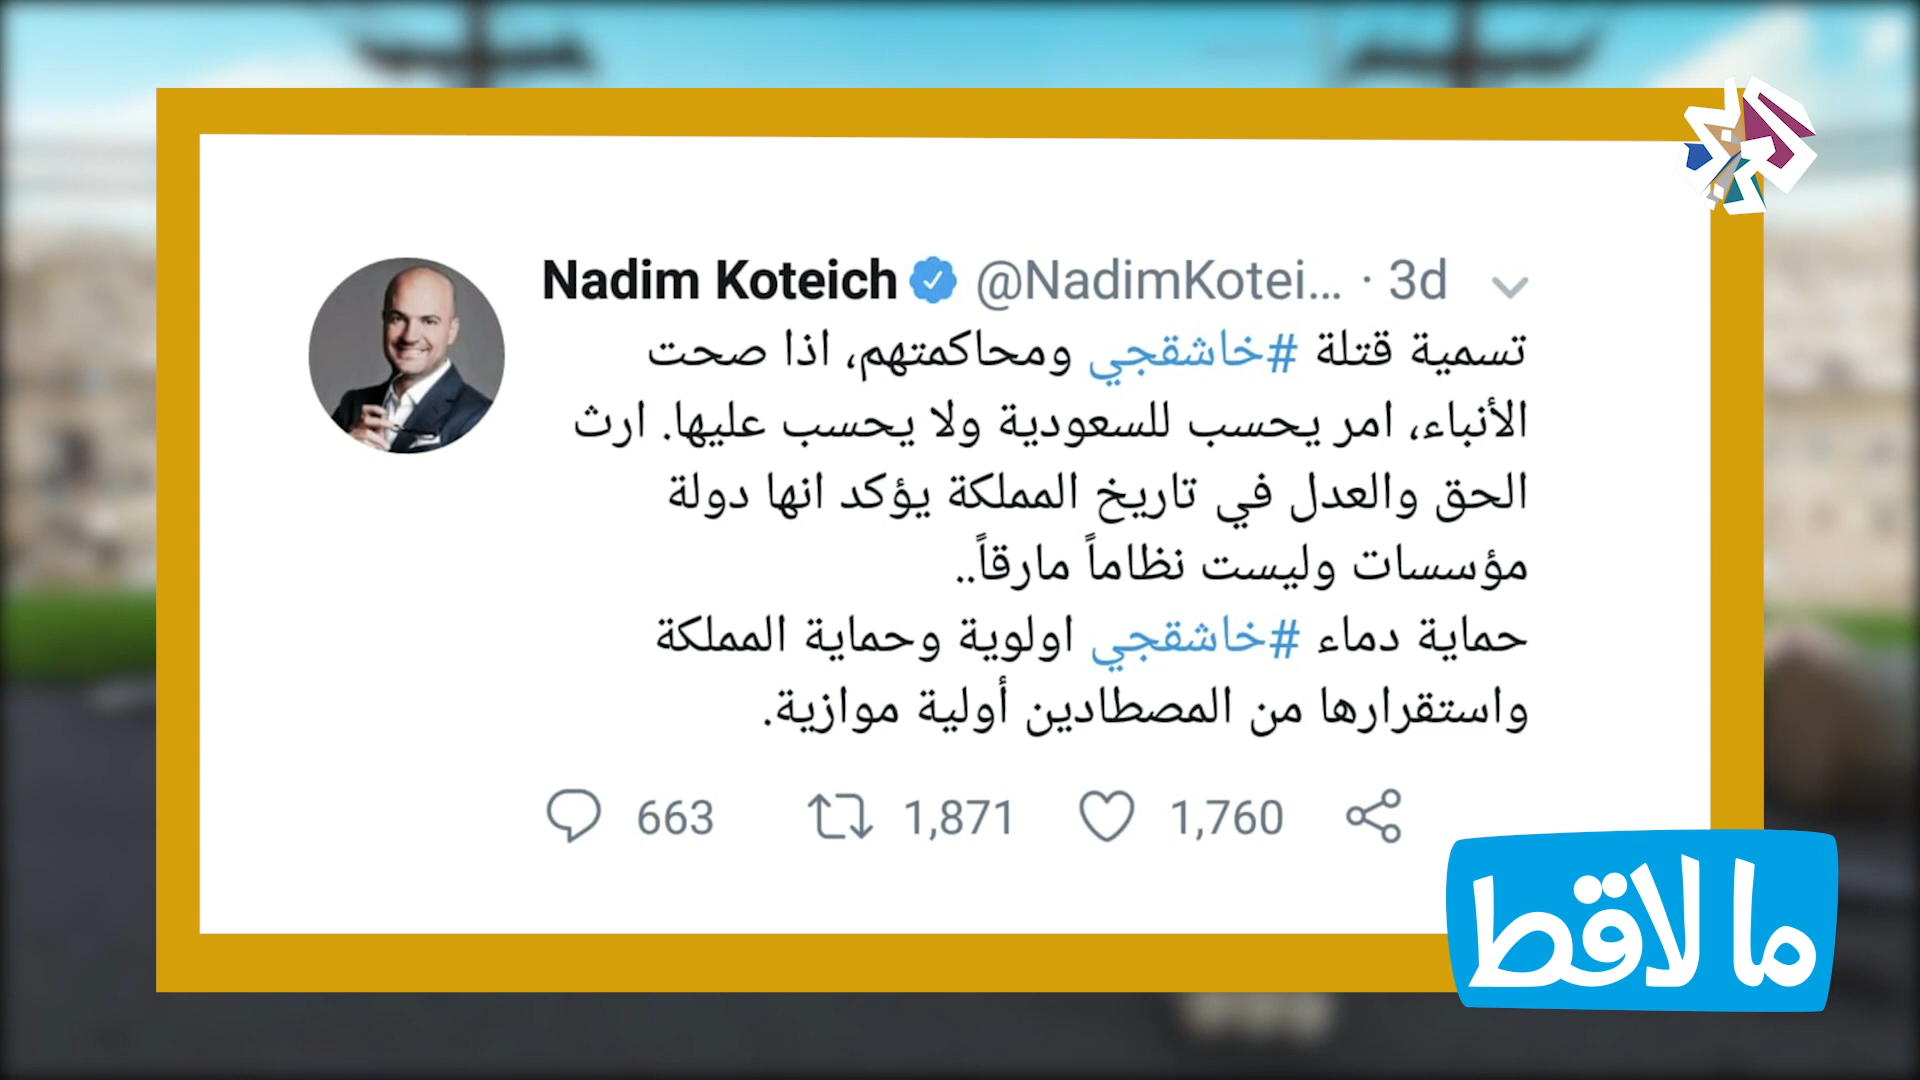 Nadim Koteich @NadimKotei... · 3d
تسمية قتلة #خاشقجي ومحاكمتهم، اذا صحت
الأنباء، امر يحسب للسعودية ولا يحسب عليها. ارث
الحق والعدل في تاريخ المملكة يؤكد انها دولة
مؤسسات وليست نظاماً مارقاً..
حماية دماء #خاشقجي اولوية وحماية المملكة
واستقرارها من المصطادين أولية موازية.
663 1,871 1,760
ما لاقط